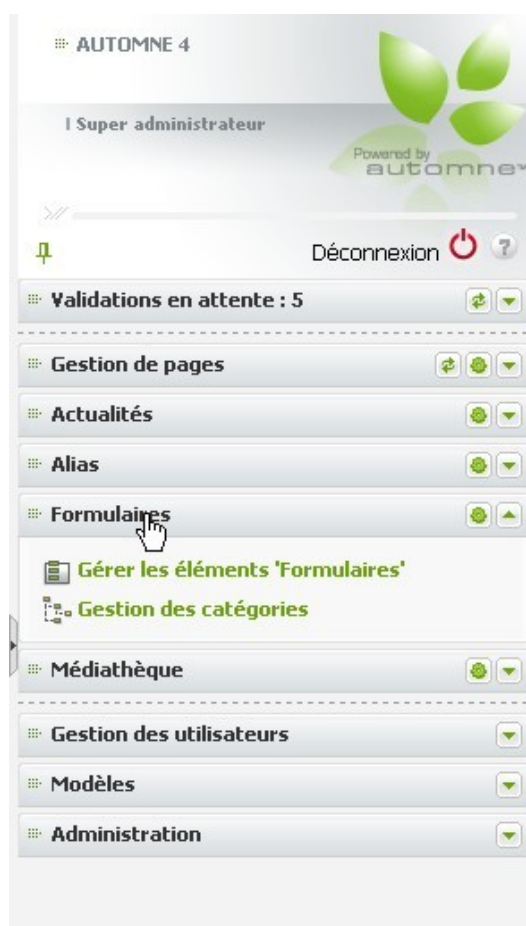 AUTOMNE 4
| Super administrateur
Powered by
automne
Déconnexion ?
Validations en attente : 5
Gestion de pages
Actualités
Alias
Formulaires
Gérer les éléments 'Formulaires'
Gestion des catégories
Médiathèque
Gestion des utilisateurs
Modèles
Administration